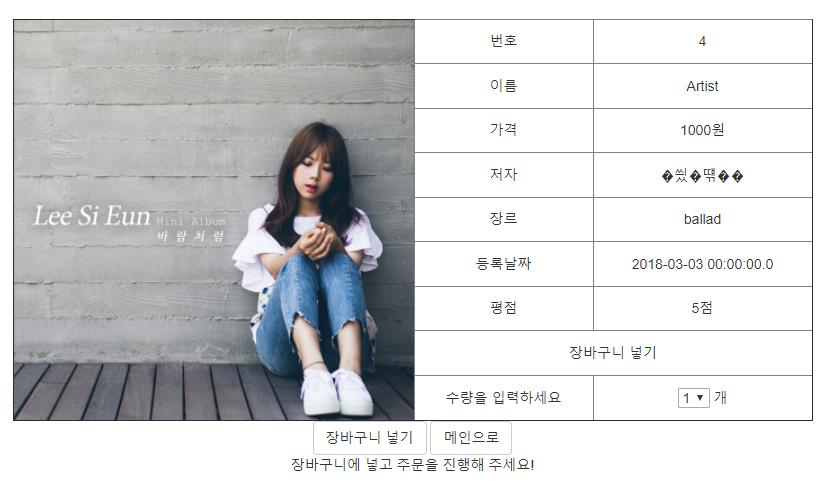 Lee Si Eun Mini Album
바람처럼
번호 4
이름 Artist
가격 1000원
저자 �씠�떆��
장르 ballad
등록날짜 2018-03-03 00:00:00.0
평점 5점
장바구니 넣기
수량을 입력하세요 1 ▼ 개
장바구니 넣기 메인으로
장바구니에 넣고 주문을 진행해 주세요!